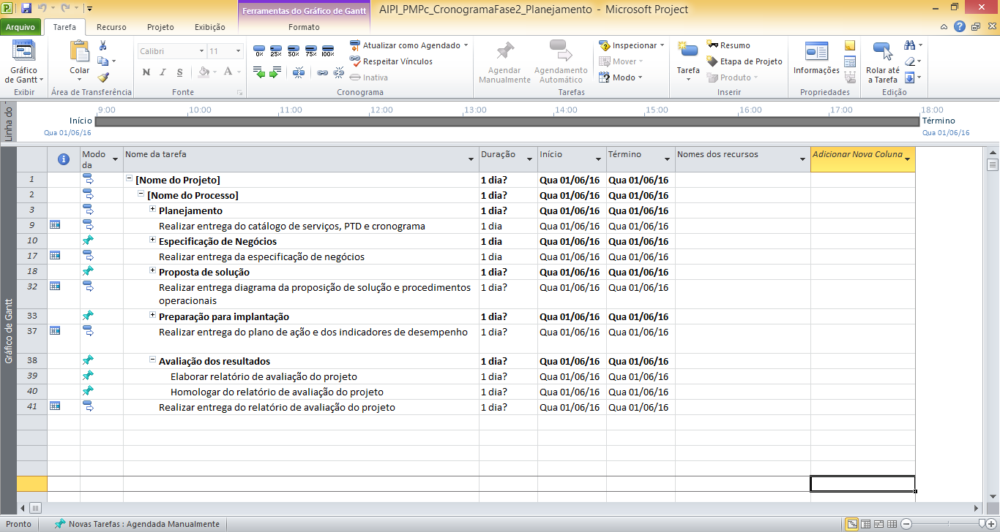 Ferramentas do Gráfico de Gantt
AIPI_PMPc_CronogramaFase2_Planejamento - Microsoft Project
Arquivo Tarefa Recurso Projeto Exibição Formato
Gráfico de Gantt
Colar
Calibri 11
N I S
0% 25% 50% 75% 100%
Atualizar como Agendado
Respeitar Vínculos
Inativa
Agendar Manualmente
Agendamento Automático
Inspecionar
Mover
Modo
Tarefa
Resumo
Etapa de Projeto
Produto
Informações
Rolar até a Tarefa
Exibir Área de Transferência Fonte Cronograma Tarefas Inserir Propriedades Edição
Linha do
9:00 10:00 11:00 12:00 13:00 14:00 15:00 16:00 17:00 18:00
Início Término
Qua 01/06/16 Qua 01/06/16
Gráfico de Gantt
Modo da Nome da tarefa Duração Início Término Nomes dos recursos Adicionar Nova Coluna
1 [Nome do Projeto] 1 dia? Qua 01/06/16 Qua 01/06/16
2 [Nome do Processo] 1 dia? Qua 01/06/16 Qua 01/06/16
3 Planejamento 1 dia? Qua 01/06/16 Qua 01/06/16
9 Realizar entrega do catálogo de serviços, PTD e cronograma 1 dia Qua 01/06/16 Qua 01/06/16
10 Especificação de Negócios 1 dia Qua 01/06/16 Qua 01/06/16
17 Realizar entrega da especificação de negócios 1 dia Qua 01/06/16 Qua 01/06/16
18 Proposta de solução 1 dia? Qua 01/06/16 Qua 01/06/16
32 Realizar entrega diagrama da proposição de solução e procedimentos 1 dia? Qua 01/06/16 Qua 01/06/16
operacionais
33 Preparação para implantação 1 dia? Qua 01/06/16 Qua 01/06/16
37 Realizar entrega do plano de ação e dos indicadores de desempenho 1 dia? Qua 01/06/16 Qua 01/06/16
38 Avaliação dos resultados 1 dia? Qua 01/06/16 Qua 01/06/16
39 Elaborar relatório de avaliação do projeto 1 dia? Qua 01/06/16 Qua 01/06/16
40 Homologar do relatório de avaliação do projeto 1 dia? Qua 01/06/16 Qua 01/06/16
41 Realizar entrega do relatório de avaliação do projeto 1 dia? Qua 01/06/16 Qua 01/06/16
Pronto Novas Tarefas : Agendada Manualmente